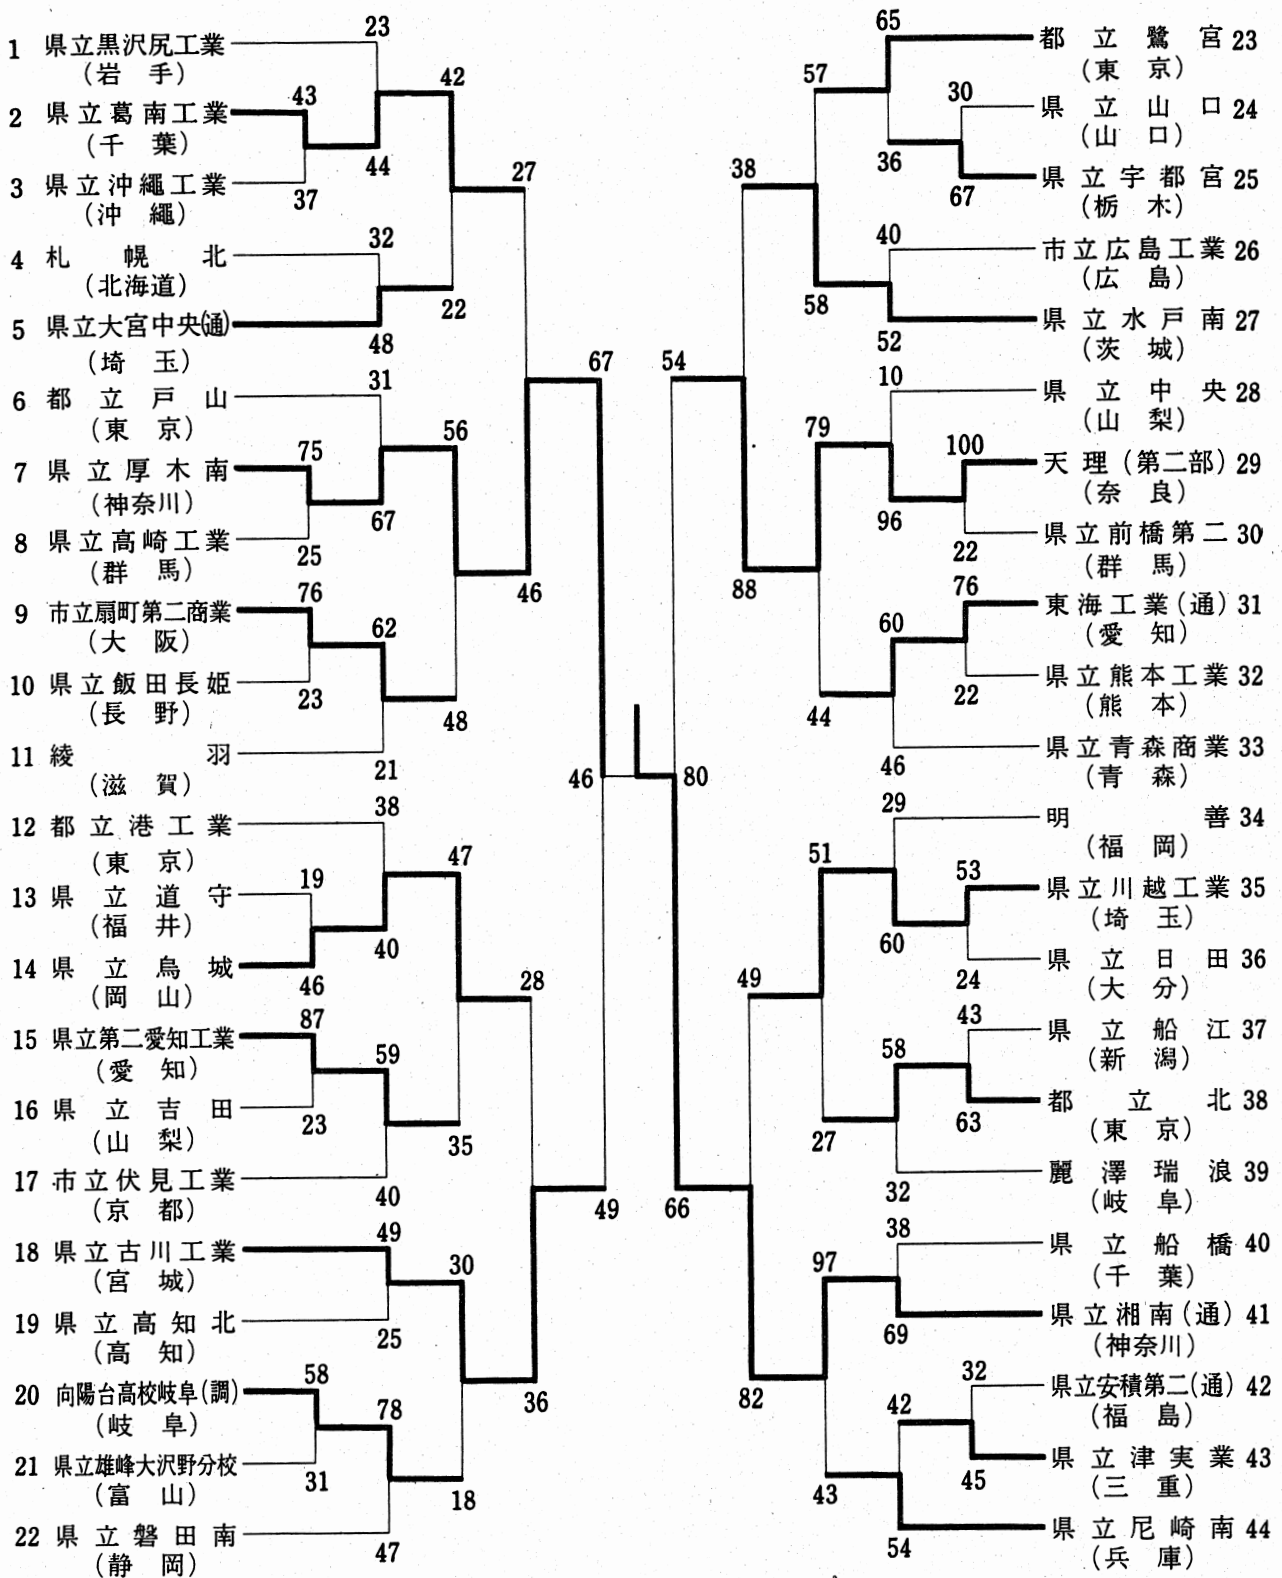 1 県立黒沢尻工業
(岩 手)
2 県立葛南工業
(千 葉)
3 県立沖縄工業
(沖 縄)
4 札 幌 北
(北海道)
5 県立大宮中央(通)
(埼 玉)
6 都立戸山
(東 京)
7 県立厚木南
(神奈川)
8 県立高崎工業
(群 馬)
9 市立扇町第二商業
(大 阪)
10 県立飯田長姫
(長 野)
11 綾 羽
(滋 賀)
12 都立港工業
(東 京)
13 県立道守
(福 井)
14 県立烏城
(岡 山)
15 県立第二愛知工業
(愛 知)
16 県立吉田
(山 梨)
17 市立伏見工業
(京 都)
18 県立古川工業
(宮 城)
19 県立高知北
(高 知)
20 向陽台高校岐阜(調)
(岐 阜)
21 県立雄峰大沢野分校
(富 山)
22 県立磐田南
(静 岡)
23
43
44
37
42
32
48
22
27
31
75
67
25
56
76
62
23
21
48
46
67
38
19
40
46
47
87
59
23
40
35
28
49
25
30
58
78
31
47
18
36
49
46
80
65
57
30
36
67
38
40
58
52
54
10
79
100
96
22
88
76
60
22
44
46
29
51
53
60
24
49
43
58
63
27
32
66
38
97
69
82
32
42
45
43
54
都立鷺宮 23
(東 京)
県立山口 24
(山 口)
県立宇都宮 25
(栃 木)
市立広島工業 26
(広 島)
県立水戸南 27
(茨 城)
県立中央 28
(山 梨)
天理(第二部) 29
(奈 良)
県立前橋第二 30
(群 馬)
東海工業(通) 31
(愛 知)
県立熊本工業 32
(熊 本)
県立青森商業 33
(青 森)
明 善 34
(福 岡)
県立川越工業 35
(埼 玉)
県立日田 36
(大 分)
県立船江 37
(新 潟)
都立北 38
(東 京)
麗澤瑞浪 39
(岐 阜)
県立船橋 40
(千 葉)
県立湘南(通) 41
(神奈川)
県立安積第二(通) 42
(福 島)
県立津実業 43
(三 重)
県立尼崎南 44
(兵 庫)